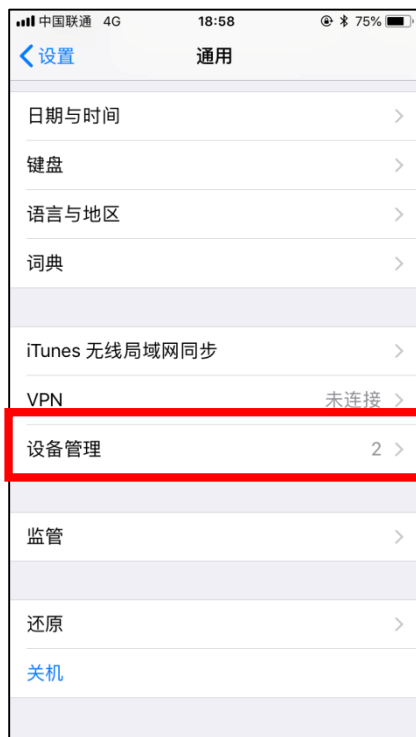 中国联通 4G 18:58 75%
设置 通用
日期与时间
键盘
语言与地区
词典
iTunes 无线局域网同步
VPN 未连接
设备管理 2
监管
还原
关机